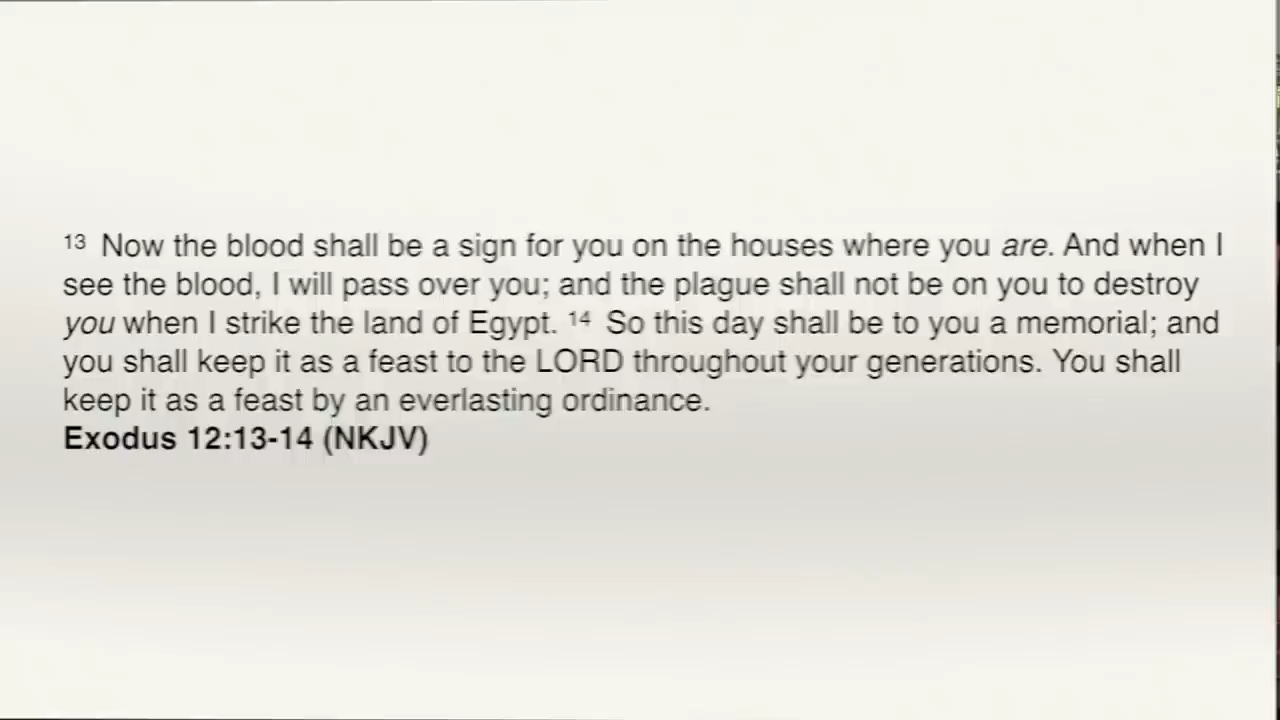 13 Now the blood shall be a sign for you on the houses where you are. And when I
see the blood, I will pass over you; and the plague shall not be on you to destroy
you when I strike the land of Egypt. 14 So this day shall be to you a memorial; and
you shall keep it as a feast to the LORD throughout your generations. You shall
keep it as a feast by an everlasting ordinance.
Exodus 12:13-14 (NKJV)